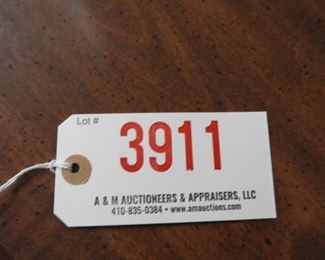 Lot #
3911
A & M AUCTIONEERS & APPRAISERS, LLC
410-835-0384 • www.amauctions.com